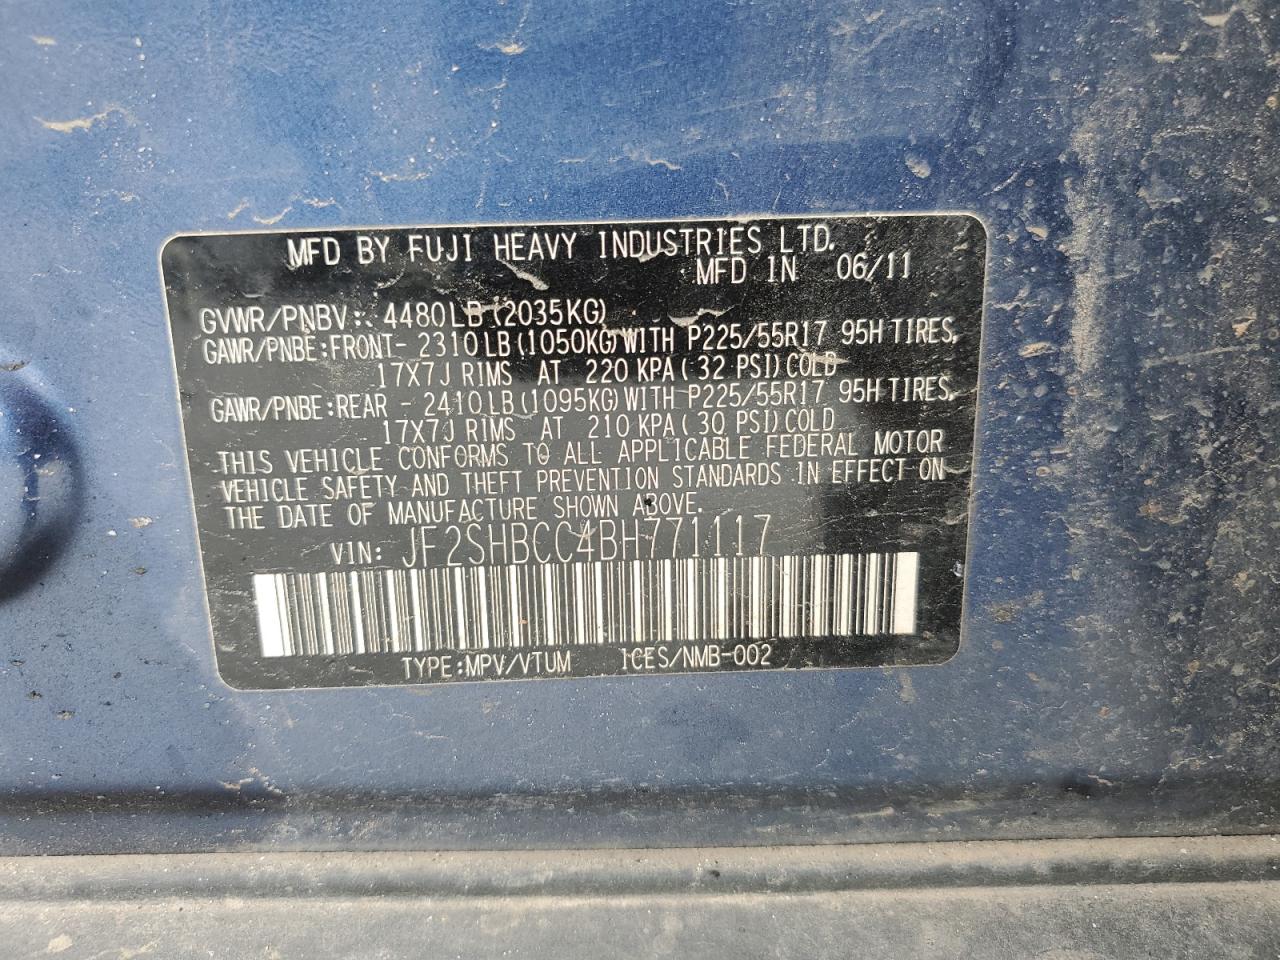 MFD BY FUJI HEAVY INDUSTRIES LTD.
MFD IN 06/11
GVWR/PNBV: 4480LB(2035KG)
GAWR/PNBE:FRONT- 2310LB(1050KG)WITH P225/55R17 95H TIRES,
17X7J RIMS AT 220 KPA(32 PSI)COLD
GAWR/PNBE:REAR - 2410LB(1095KG)WITH P225/55R17 95H TIRES,
17X7J RIMS AT 210 KPA(30 PSI)COLD
THIS VEHICLE CONFORMS TO ALL APPLICABLE FEDERAL MOTOR
VEHICLE SAFETY AND THEFT PREVENTION STANDARDS IN EFFECT ON
THE DATE OF MANUFACTURE SHOWN ABOVE.
VIN: JF2SHBCC4BH771117
TYPE:MPV/VTUM ICES/NMB-002